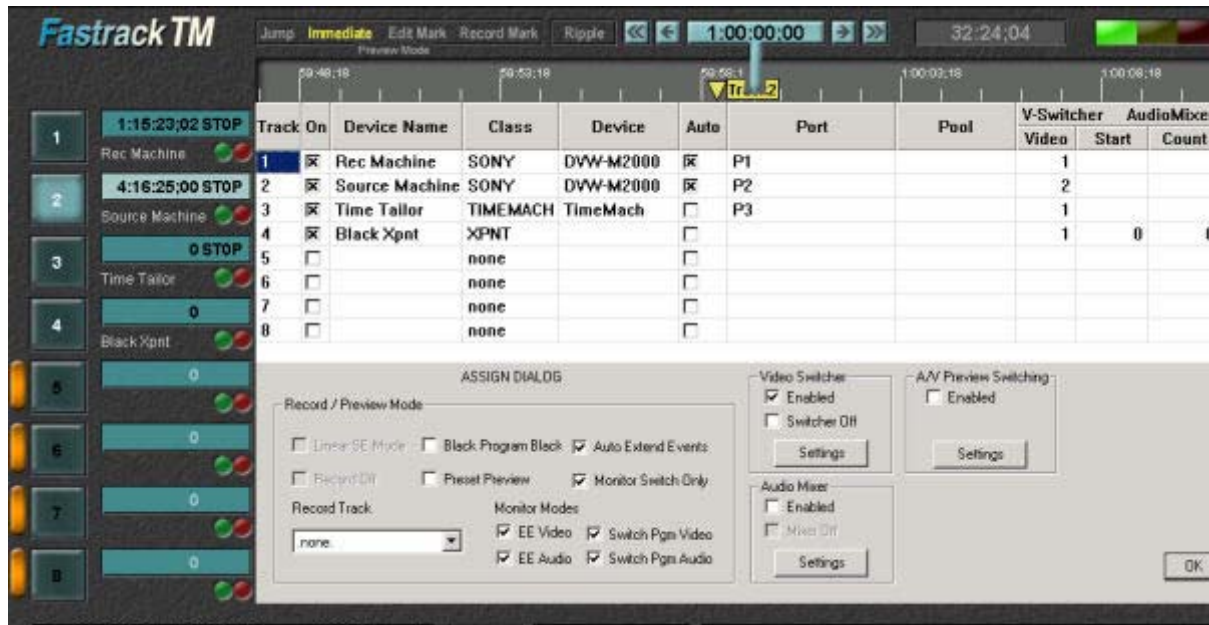 Fastrack TM
Jump Immediate Edit Mark Record Mark Ripple 1:00:00:00 32:24;04
Preview Mode
59:48:18 59:53:18 1:00:03;18 1:00:08;18
1:15:23;02 STOP
1
Rec Machine
4:16:25;00 STOP
2
Source Machine
0 STOP
3
Time Tailor
0
4
Black Xpnt
0
5
0
6
0
7
0
8
V-Switcher AudioMixe
Track On Device Name Class Device Auto Port Pool Video Start Count
1 Rec Machine SONY DVW-M2000 P1 1
2 Source Machine SONY DVW-M2000 P2 2
3 Time Tailor TIMEMACH TimeMach P3 1
4 Black Xpnt XPNT 1 0
5 none
6 none
7 none
8 none
ASSIGN DIALOG
Record / Preview Mode
Linear SE Mode Black Program Black Auto Extend Events
Record Off Preset Preview Monitor Switch Only
Record Track Monitor Modes
none EE Video Switch Pgm Video
EE Audio Switch Pgm Audio
Video Switcher
Enabled
Switcher Off
Settings
A/V Preview Switching
Enabled
Settings
Audio Mixer
Enabled
Mixer Off
Settings
OK